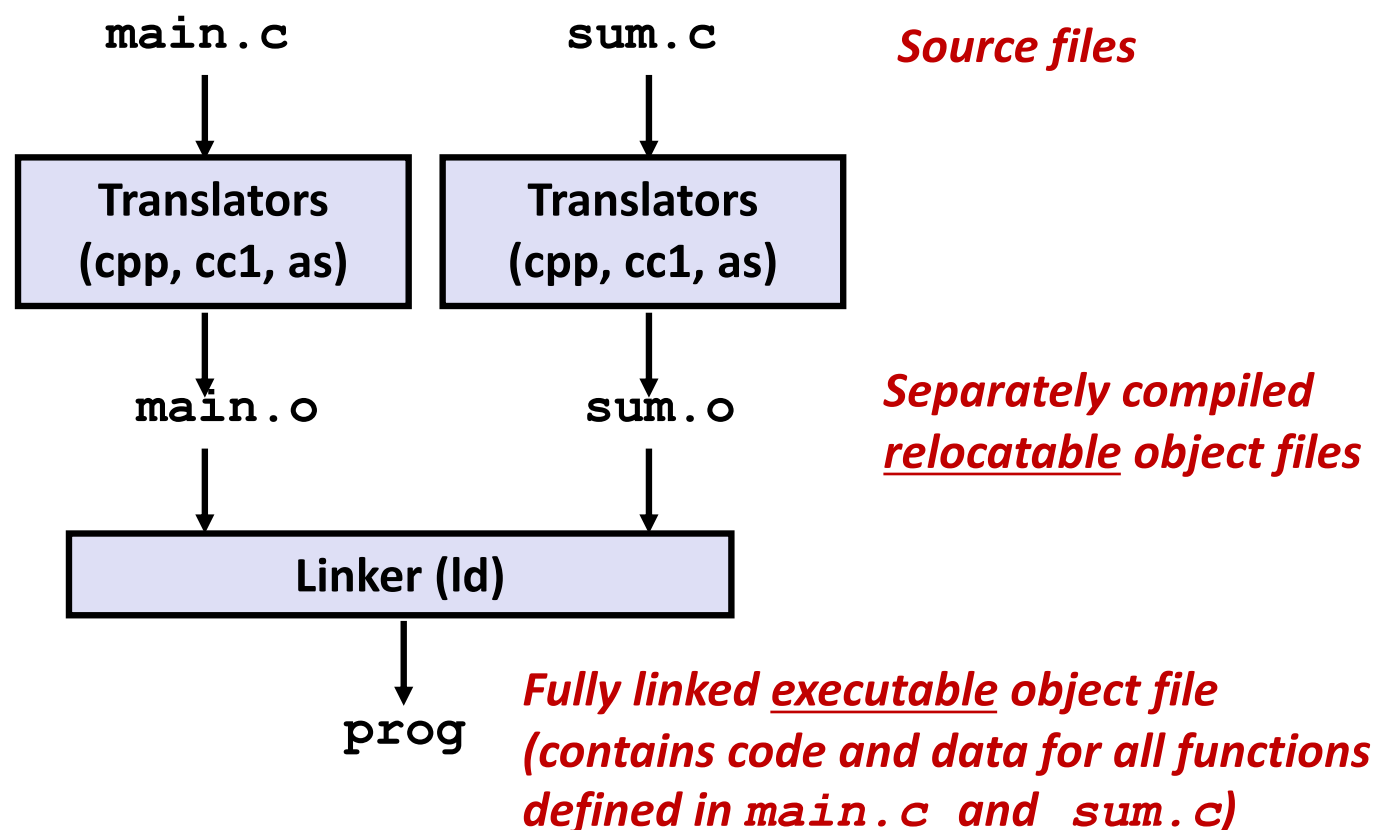 main.c
sum.c
Source files
Translators
(cpp, cc1, as)
Translators
(cpp, cc1, as)
main.o
sum.o
Separately compiled
relocatable object files
Linker (ld)
prog
Fully linked executable object file
(contains code and data for all functions
defined in main.c and sum.c)